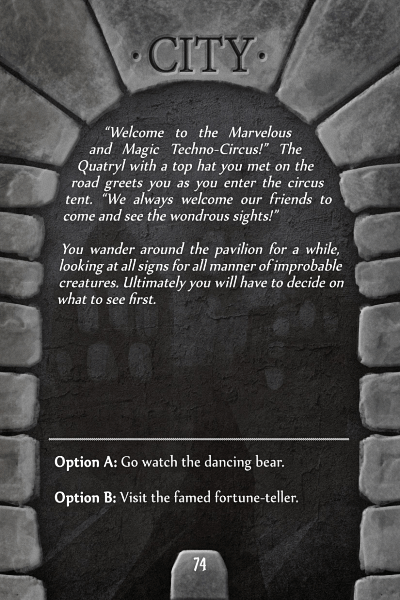 · CITY ·
“Welcome to the Marvelous
and Magic Techno-Circus!” The
Quatryl with a top hat you met on the
road greets you as you enter the circus
tent. “We always welcome our friends to
come and see the wondrous sights!”
You wander around the pavilion for a while,
looking at all signs for all manner of improbable
creatures. Ultimately you will have to decide on
what to see first.
Option A: Go watch the dancing bear.
Option B: Visit the famed fortune-teller.
74